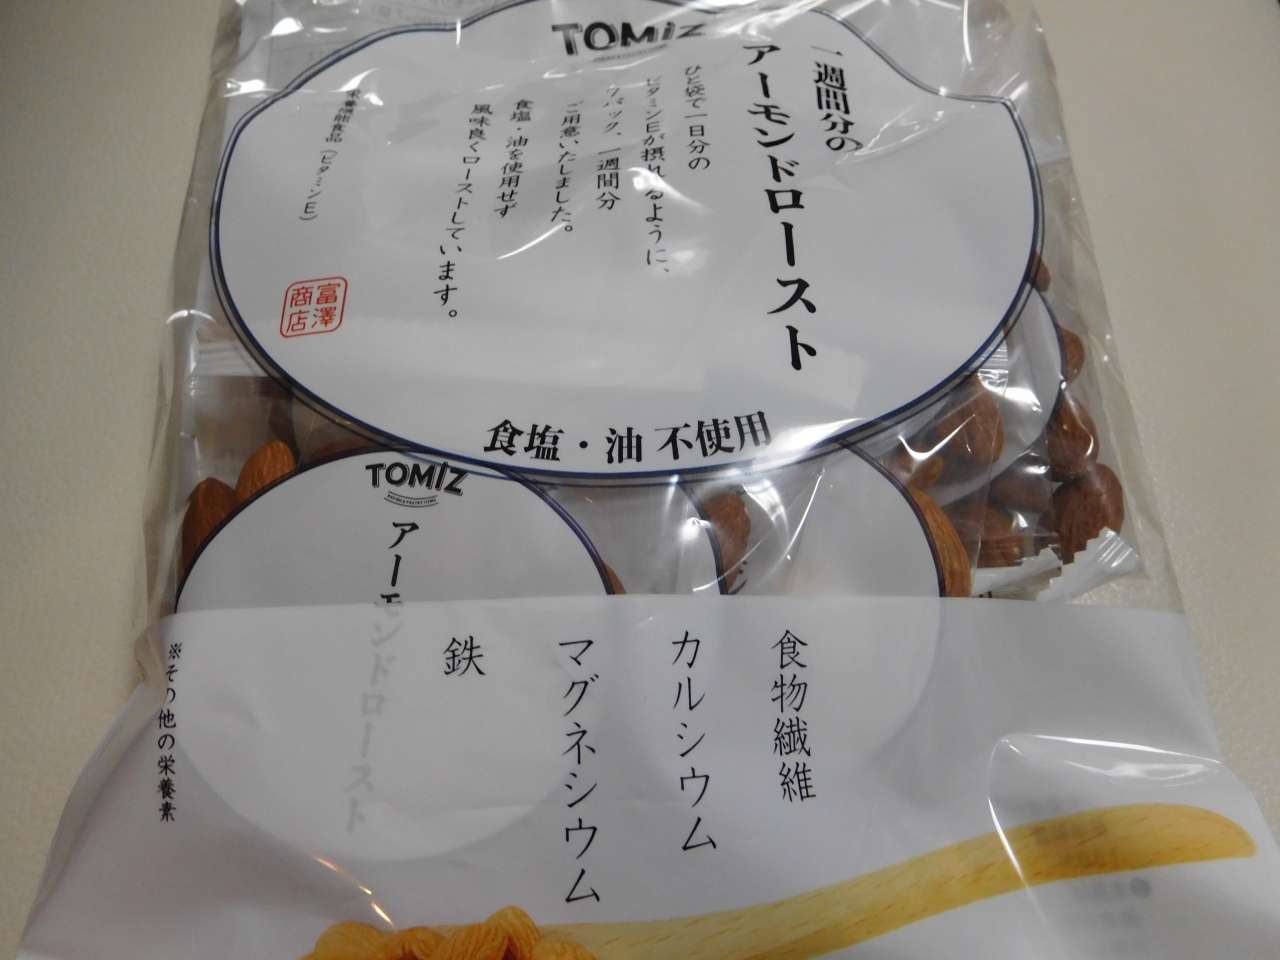 TOMIZ
一週間分の
アーモンドロースト
ひと袋で一日分の
ビタミンEが摂れるように、
7パック、一週間分
ご用意いたしました。
食塩・油を使用せず
風味良くローストしています。
栄養機能食品（ビタミンE）
富澤
商店
食塩・油 不使用
TOMIZ
アーモンドロースト
食物繊維
カルシウム
マグネシウム
鉄
※その他の栄養素